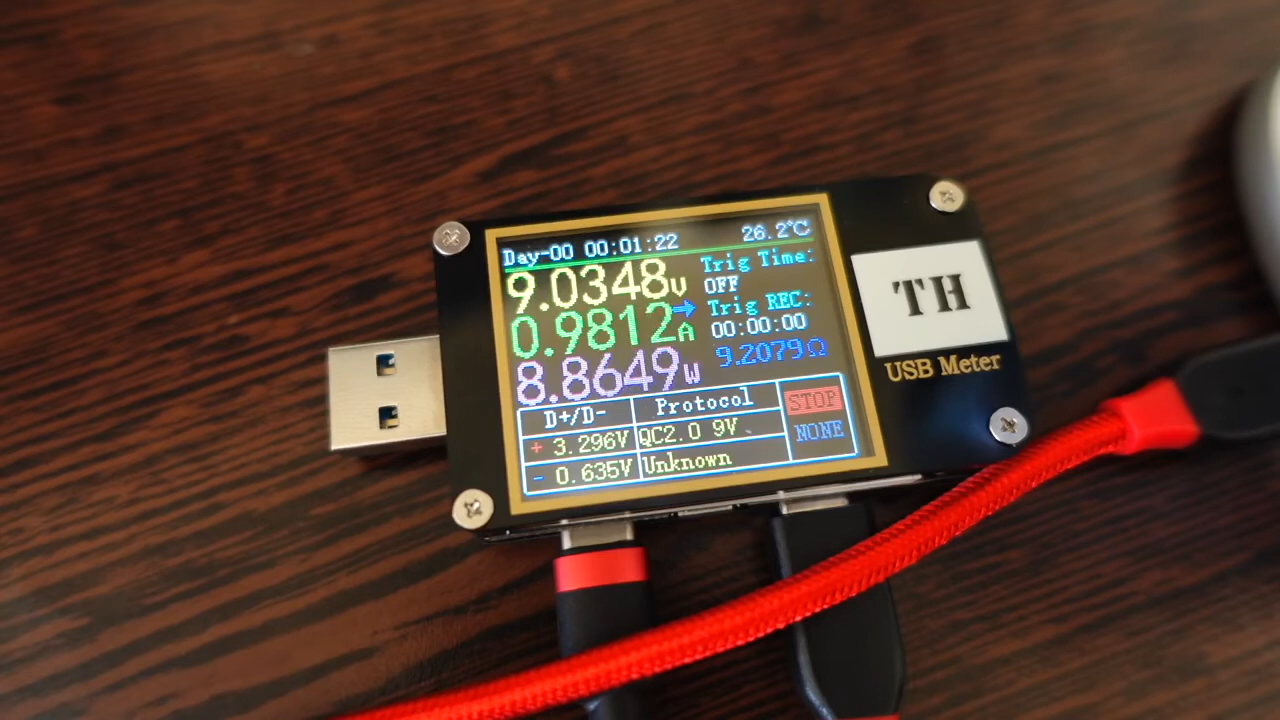 Day-00 00:01:22 26.2℃
9.0348V
0.9812A
8.8649W
Trig Time:
OFF
Trig REC:
00:00:00
9.2079Ω
D+/D- Protocol
+ 3.296V QC2.0 9V
- 0.635V Unknown
STOP
NONE
TH
USB Meter